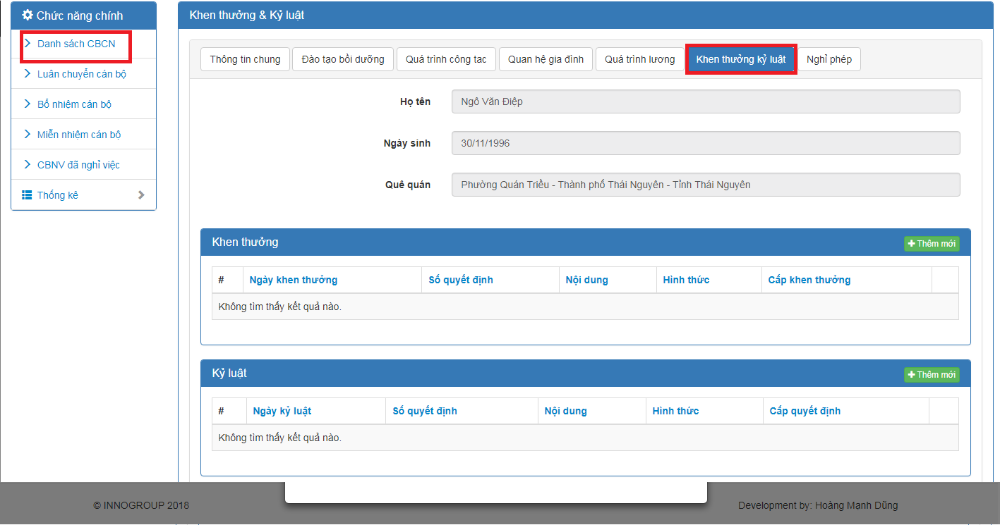 Chức năng chính
Danh sách CBCN
Luân chuyển cán bộ
Bổ nhiệm cán bộ
Miễn nhiệm cán bộ
CBNV đã nghỉ việc
Thống kê
Khen thưởng & Kỷ luật
Thông tin chung Đào tạo bồi dưỡng Quá trình công tac Quan hệ gia đình Quá trình lương Khen thưởng kỷ luật Nghỉ phép
Họ tên Ngô Văn Điệp
Ngày sinh 30/11/1996
Quê quán Phường Quán Triều - Thành phố Thái Nguyên - Tỉnh Thái Nguyên
Khen thưởng Thêm mới
# Ngày khen thưởng Số quyết định Nội dung Hình thức Cấp khen thưởng
Không tìm thấy kết quả nào.
Kỷ luật Thêm mới
# Ngày kỷ luật Số quyết định Nội dung Hình thức Cấp quyết định
Không tìm thấy kết quả nào.
© INNOGROUP 2018 Development by: Hoàng Mạnh Dũng